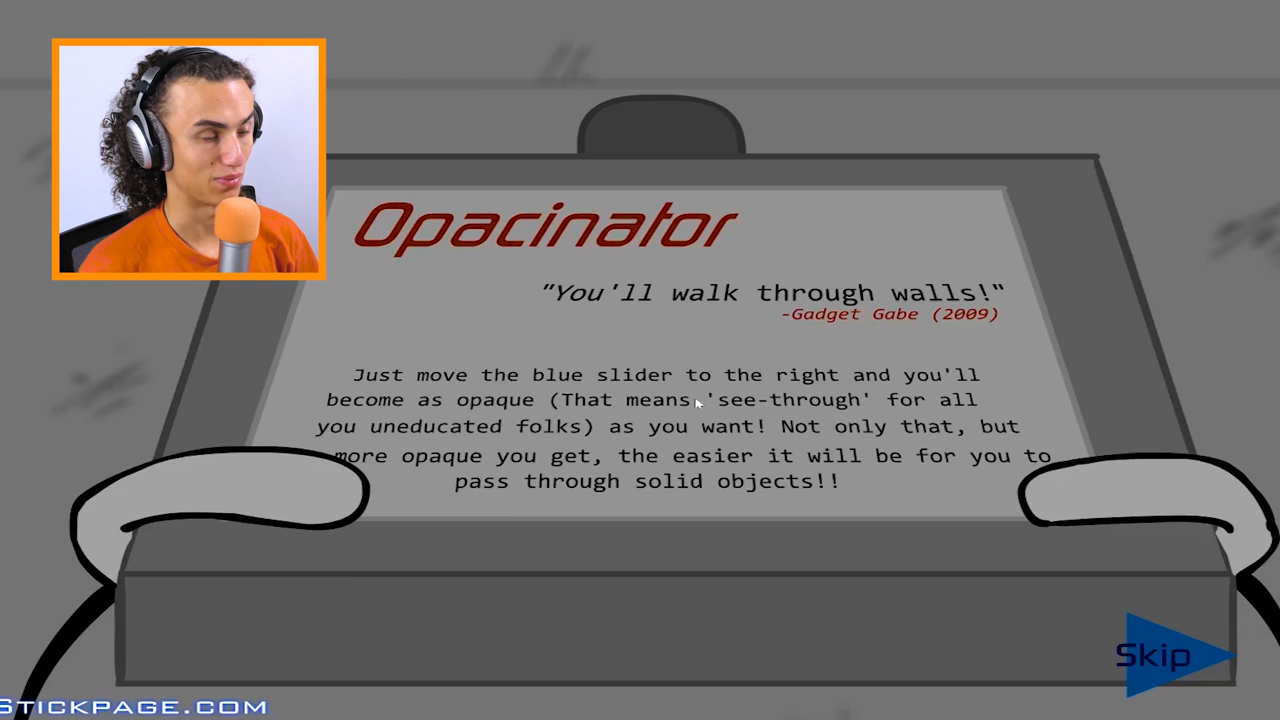 Opacinator
"You'll walk through walls!"
-Gadget Gabe (2009)
Just move the blue slider to the right and you'll
become as opaque (That means 'see-through' for all
you uneducated folks) as you want! Not only that, but
more opaque you get, the easier it will be for you to
pass through solid objects!!
Skip
STICKPAGE.COM